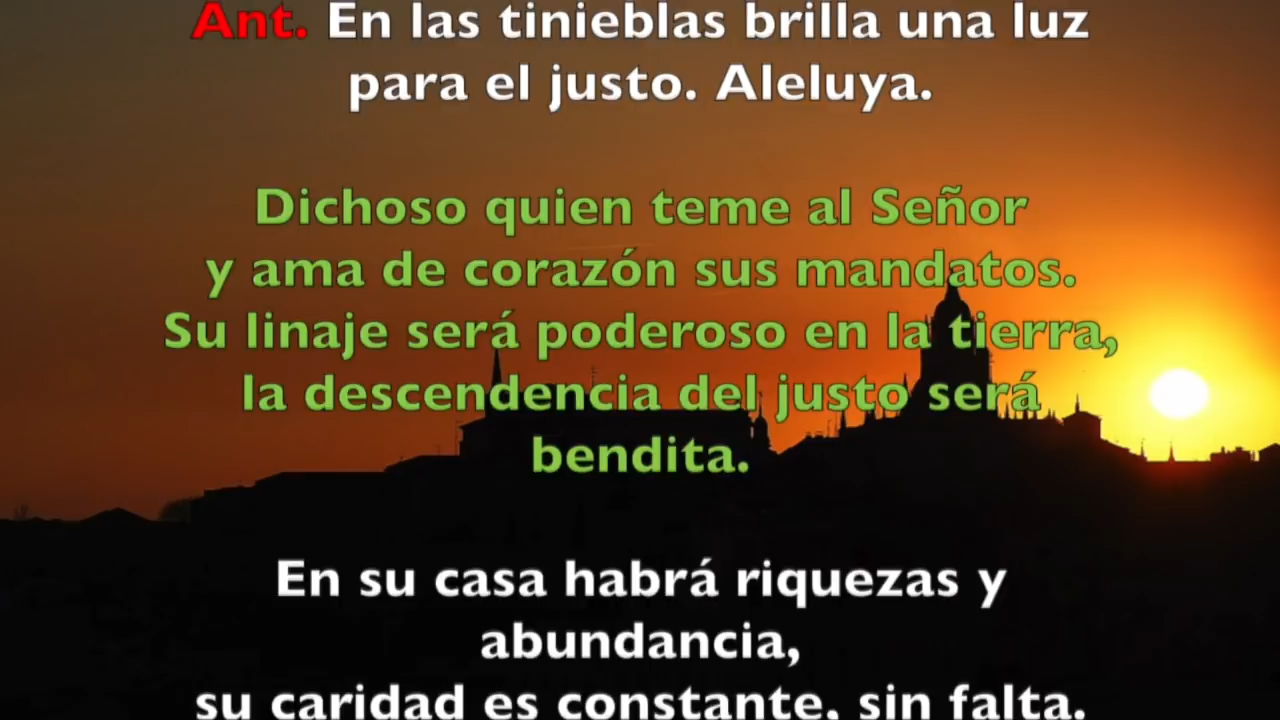 Ant. En las tinieblas brilla una luz
para el justo. Aleluya.
Dichoso quien teme al Señor
y ama de corazón sus mandatos.
Su linaje será poderoso en la tierra,
la descendencia del justo será
bendita.
En su casa habrá riquezas y
abundancia,
su caridad es constante, sin falta.